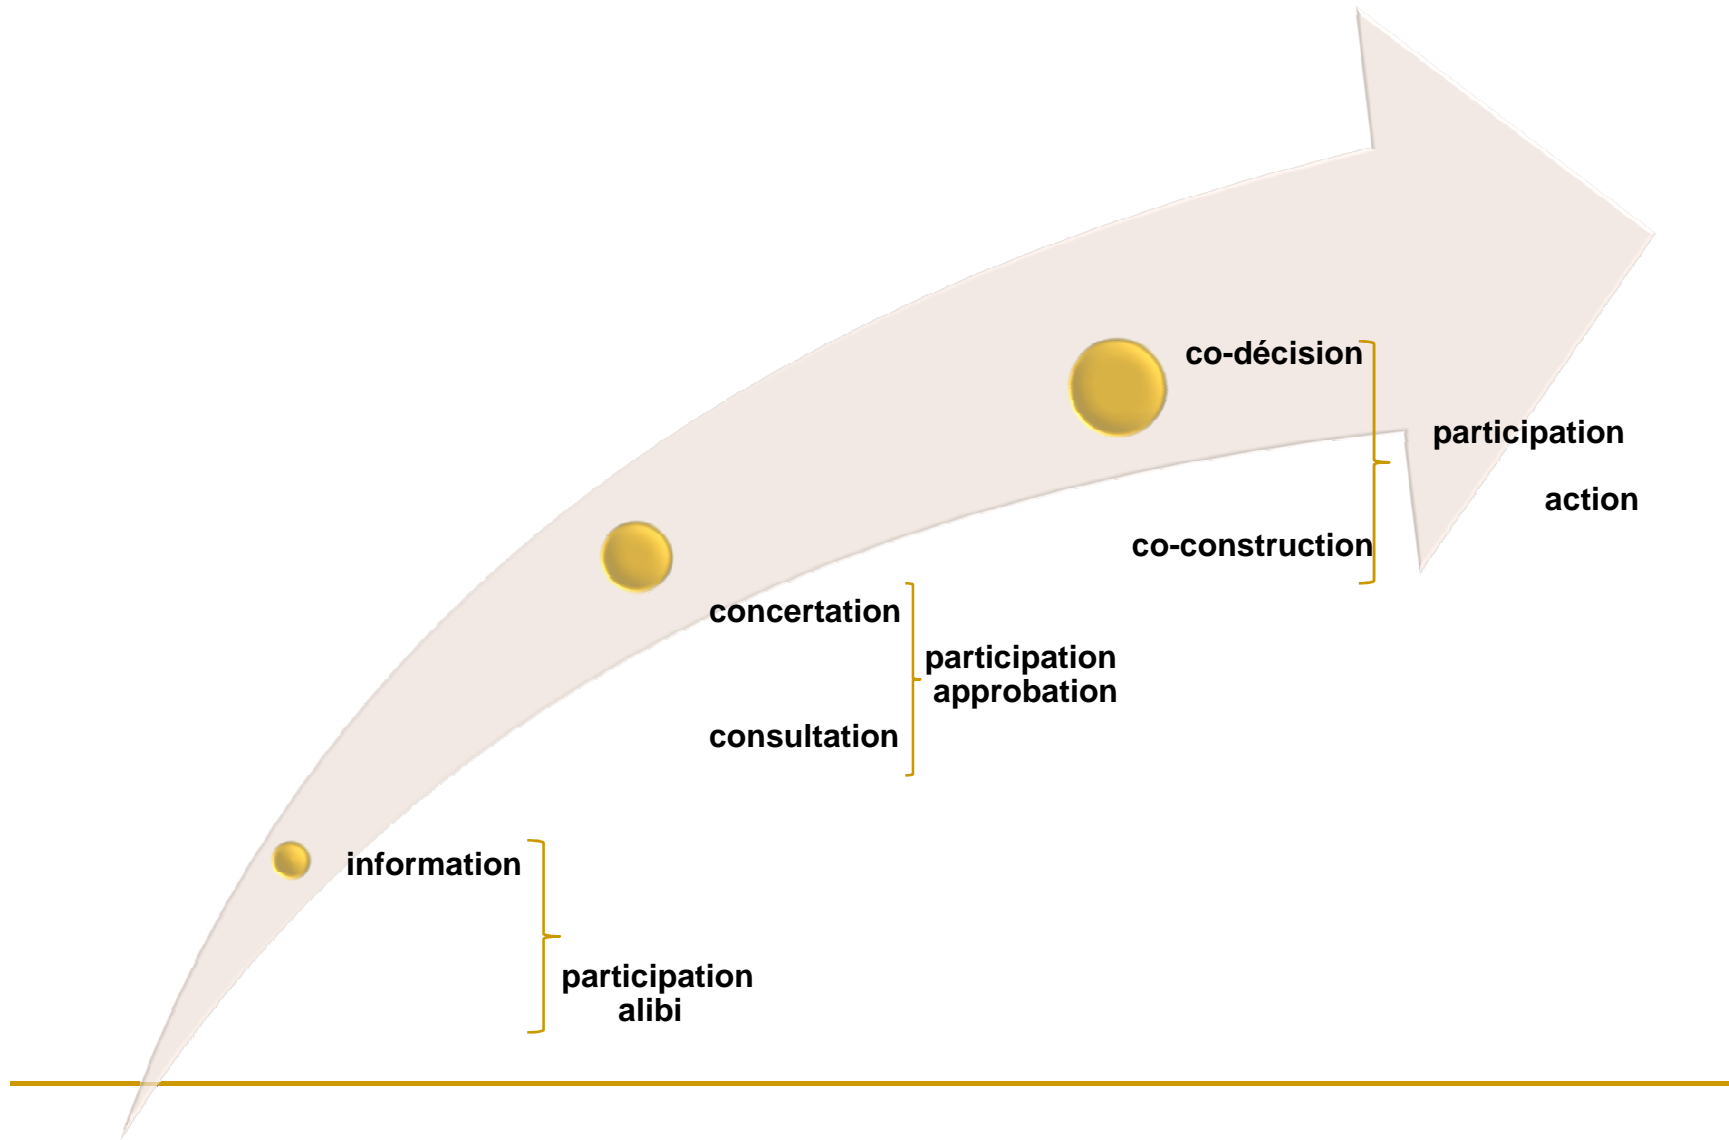 co-décision
participation
action
co-construction
concertation
participation
approbation
consultation
information
participation
alibi